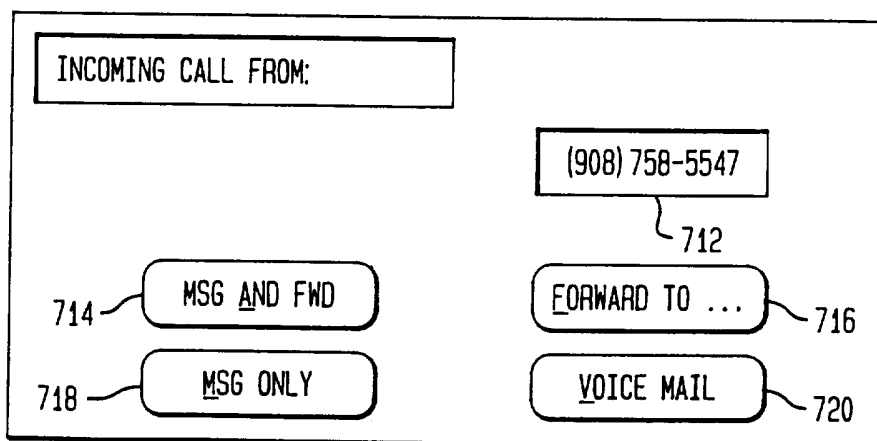 INCOMING CALL FROM:
(908) 758-5547
712
714 MSG AND FWD FORWARD TO ... 716
718 MSG ONLY VOICE MAIL 720